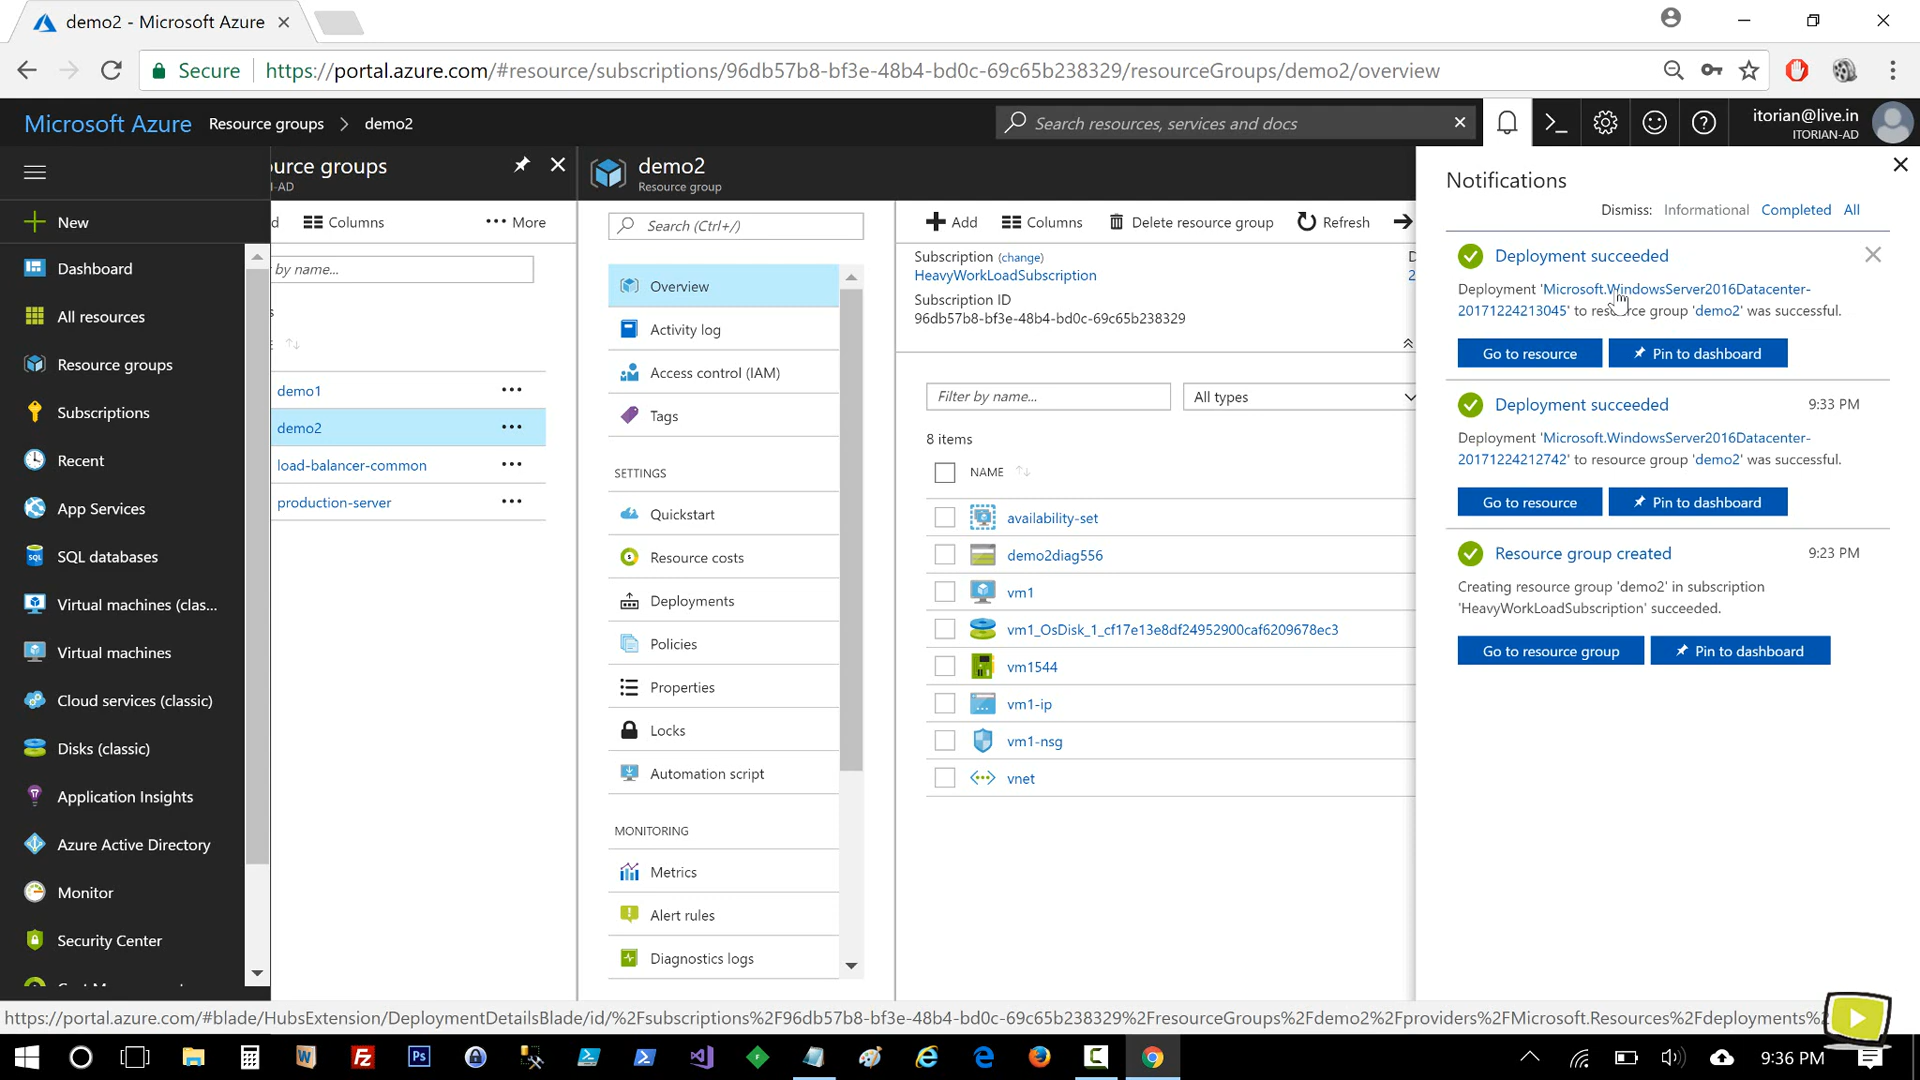 demo2 - Microsoft Azure
Secure
https://portal.azure.com/#resource/subscriptions/96db57b8-bf3e-48b4-bd0c-69c65b238329/resourceGroups/demo2/overview
Microsoft Azure
Resource groups > demo2
Search resources, services and docs
itorian@live.in
ITORIAN-AD
New
Dashboard
All resources
Resource groups
Subscriptions
Recent
App Services
SQL databases
Virtual machines (clas...
Virtual machines
Cloud services (classic)
Disks (classic)
Application Insights
Azure Active Directory
Monitor
Security Center
urce groups
N-AD
d
Columns
More
by name...
demo1
demo2
load-balancer-common
production-server
demo2
Resource group
Search (Ctrl+/)
Overview
Activity log
Access control (IAM)
Tags
SETTINGS
Quickstart
Resource costs
Deployments
Policies
Properties
Locks
Automation script
MONITORING
Metrics
Alert rules
Diagnostics logs
Add
Columns
Delete resource group
Refresh
Subscription (change)
HeavyWorkLoadSubscription
D
2
Subscription ID
96db57b8-bf3e-48b4-bd0c-69c65b238329
Filter by name...
All types
8 items
NAME
availability-set
demo2diag556
vm1
vm1_OsDisk_1_cf17e13e8df24952900caf6209678ec3
vm1544
vm1-ip
vm1-nsg
vnet
Notifications
Dismiss: Informational Completed All
Deployment succeeded
Deployment 'Microsoft.WindowsServer2016Datacenter-
20171224213045' to resource group 'demo2' was successful.
Go to resource
Pin to dashboard
Deployment succeeded 9:33 PM
Deployment 'Microsoft.WindowsServer2016Datacenter-
20171224212742' to resource group 'demo2' was successful.
Go to resource
Pin to dashboard
Resource group created 9:23 PM
Creating resource group 'demo2' in subscription
'HeavyWorkLoadSubscription' succeeded.
Go to resource group
Pin to dashboard
https://portal.azure.com/#blade/HubsExtension/DeploymentDetailsBlade/id/%2Fsubscriptions%2F96db57b8-bf3e-48b4-bd0c-69c65b238329%2FresourceGroups%2Fdemo2%2Fproviders%2FMicrosoft.Resources%2Fdeployments%2
9:36 PM